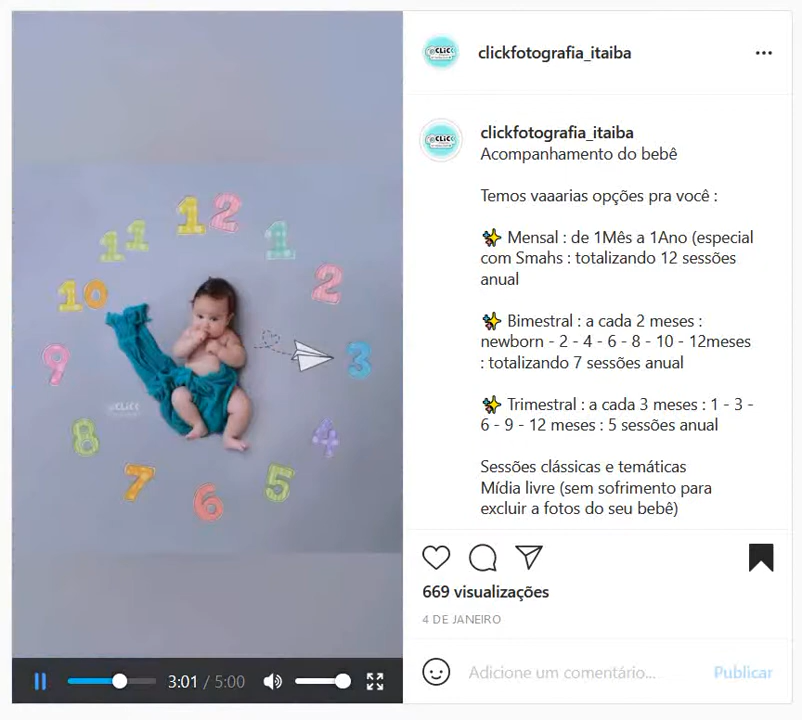 12
11
1
10
2
9
3
8
4
7
5
6
CLICK
3:01 / 5:00
CLICK
clickfotografia_itaiba
CLICK
clickfotografia_itaiba
Acompanhamento do bebê
Temos vaaarias opções pra você :
✨ Mensal : de 1Mês a 1Ano (especial
com Smahs : totalizando 12 sessões
anual
✨ Bimestral : a cada 2 meses :
newborn - 2 - 4 - 6 - 8 - 10 - 12meses
: totalizando 7 sessões anual
✨ Trimestral : a cada 3 meses : 1 - 3 -
6 - 9 - 12 meses : 5 sessões anual
Sessões clássicas e temáticas
Mídia livre (sem sofrimento para
excluir a fotos do seu bebê)
669 visualizações
4 DE JANEIRO
Adicione um comentário... Publicar